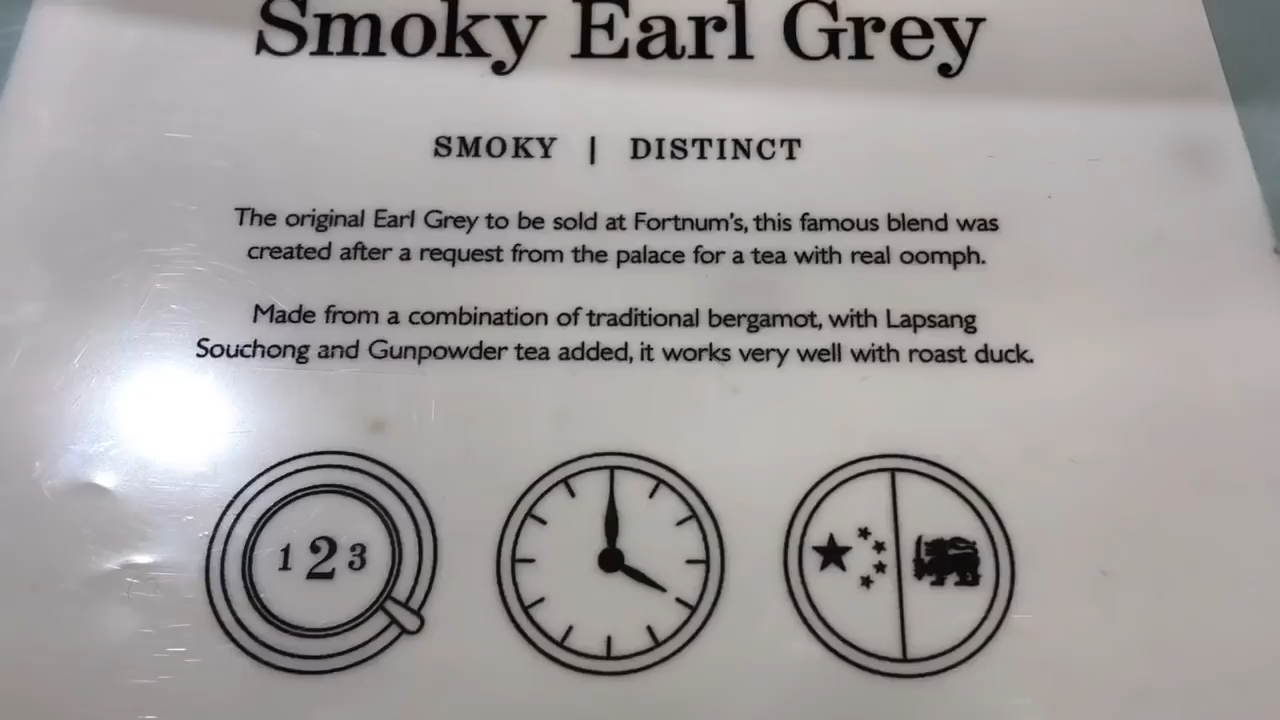 Smoky Earl Grey
SMOKY | DISTINCT
The original Earl Grey to be sold at Fortnum's, this famous blend was
created after a request from the palace for a tea with real oomph.
Made from a combination of traditional bergamot, with Lapsang
Souchong and Gunpowder tea added, it works very well with roast duck.
1 2 3